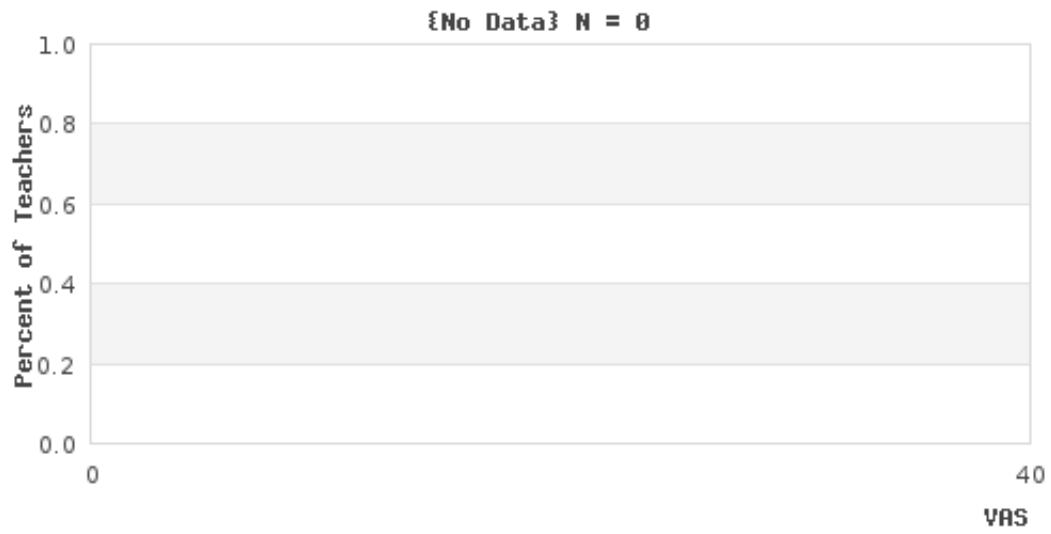 {No Data} N = 0
1.0
0.8
0.6
0.4
0.2
0.0
Percent of Teachers
0
40
VAS